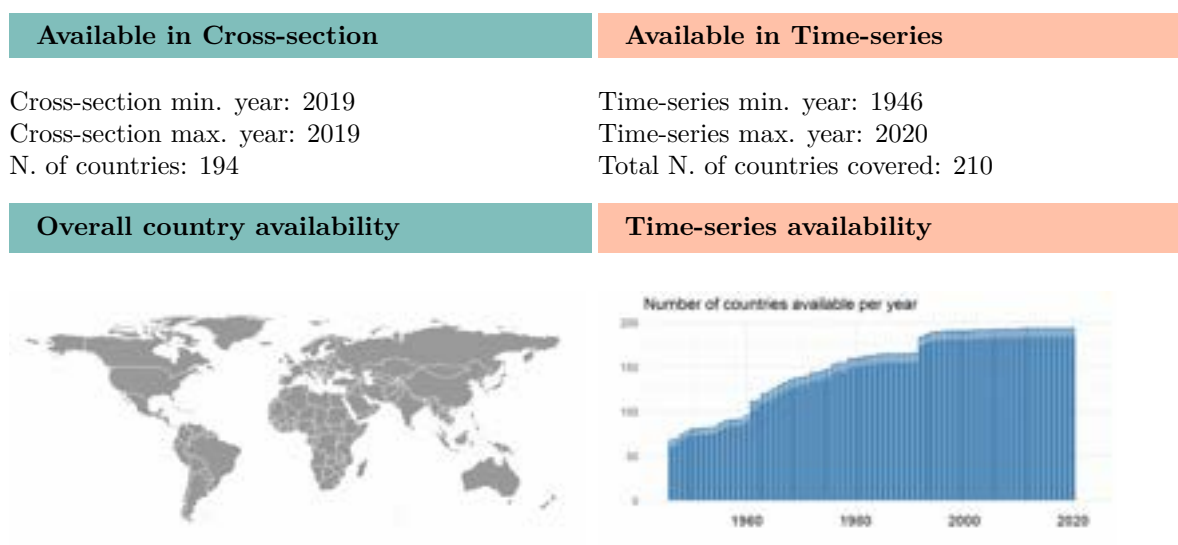 Available in Cross-section
Available in Time-series
Cross-section min. year: 2019
Cross-section max. year: 2019
N. of countries: 194
Time-series min. year: 1946
Time-series max. year: 2020
Total N. of countries covered: 210
Overall country availability
Time-series availability
Number of countries available per year
200
150
100
50
0
1960
1980
2000
2020